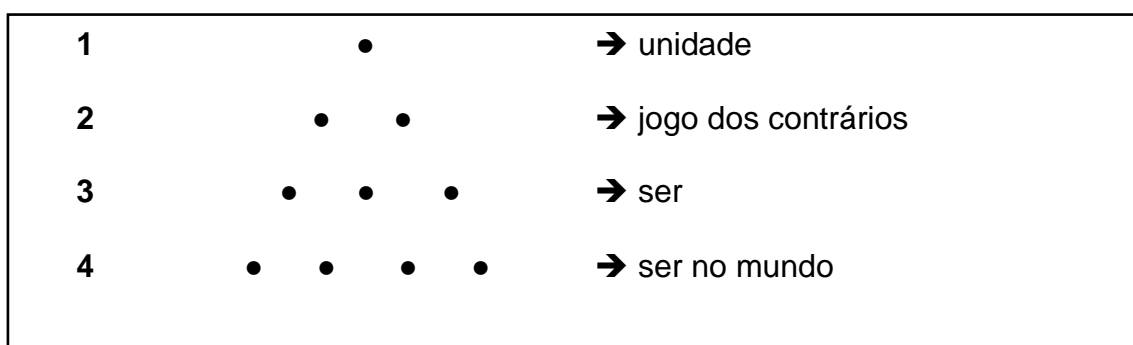 1 ➔ unidade
2 ➔ jogo dos contrários
3 ➔ ser
4 ➔ ser no mundo